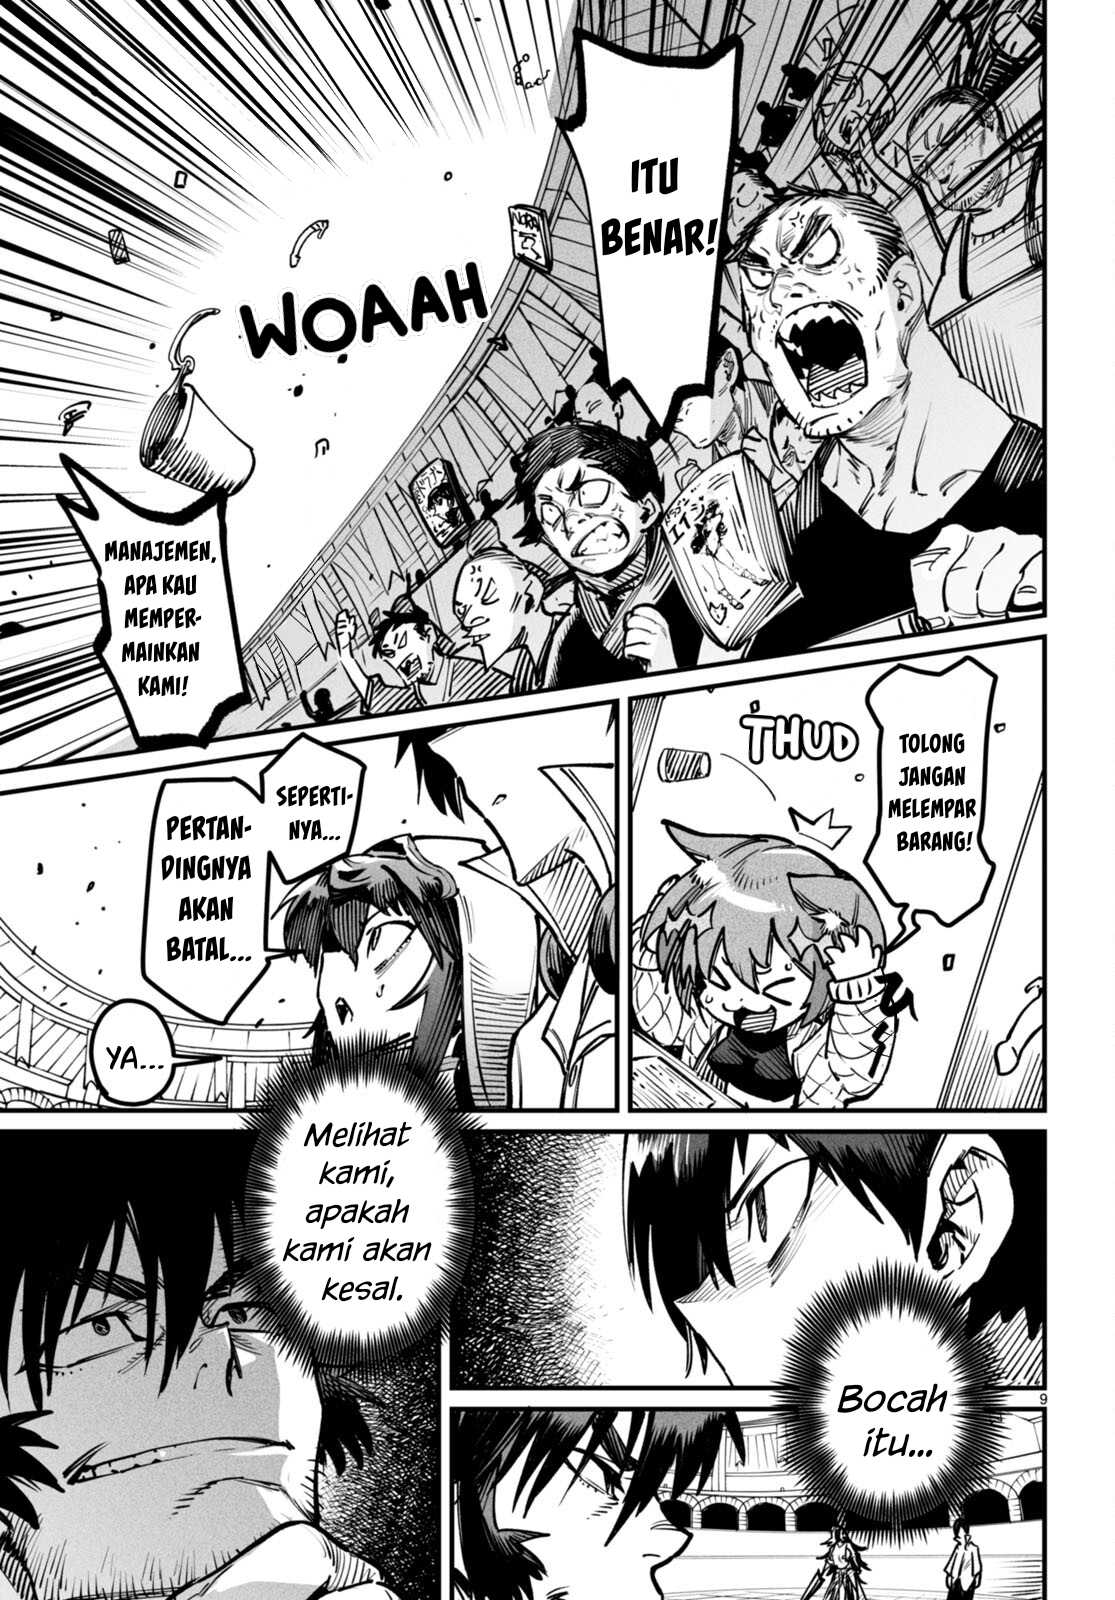 ITU
BENAR!
NORA
WOAAH
MANAJEMEN,
APA KAU
MEMPER-
MAINKAN
KAMI!
THUD
TOLONG
JANGAN
MELEMPAR
BARANG!
SEPERTI-
NYA...
PERTAN-
DINGNYA
AKAN
BATAL...
YA...
Melihat
kami,
apakah
kami akan
kesal.
Bocah
itu...
9